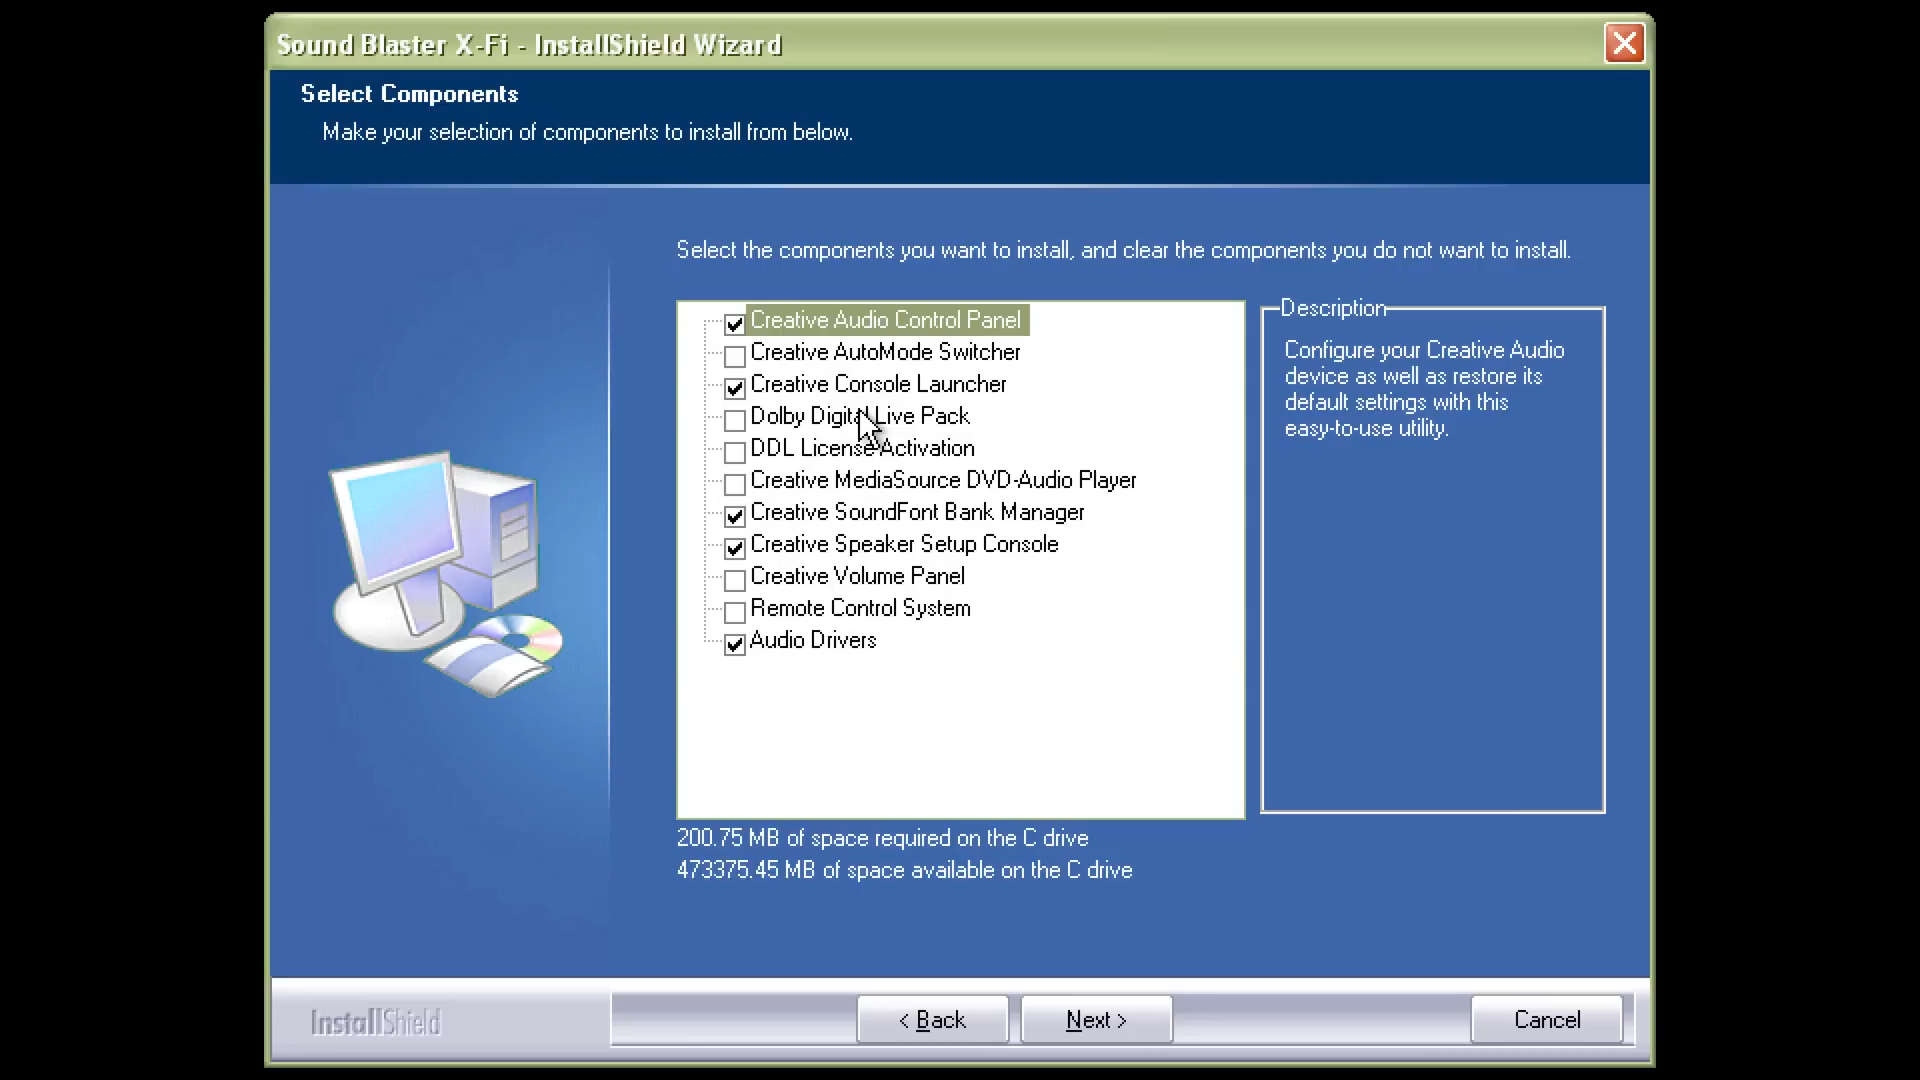 Sound Blaster X-Fi - InstallShield Wizard
Select Components
Make your selection of components to install from below.
Select the components you want to install, and clear the components you do not want to install.
Creative Audio Control Panel
Creative AutoMode Switcher
Creative Console Launcher
Dolby Digital Live Pack
DDL License Activation
Creative MediaSource DVD-Audio Player
Creative SoundFont Bank Manager
Creative Speaker Setup Console
Creative Volume Panel
Remote Control System
Audio Drivers
Description
Configure your Creative Audio
device as well as restore its
default settings with this
easy-to-use utility.
200.75 MB of space required on the C drive
473375.45 MB of space available on the C drive
InstallShield
< Back
Next >
Cancel